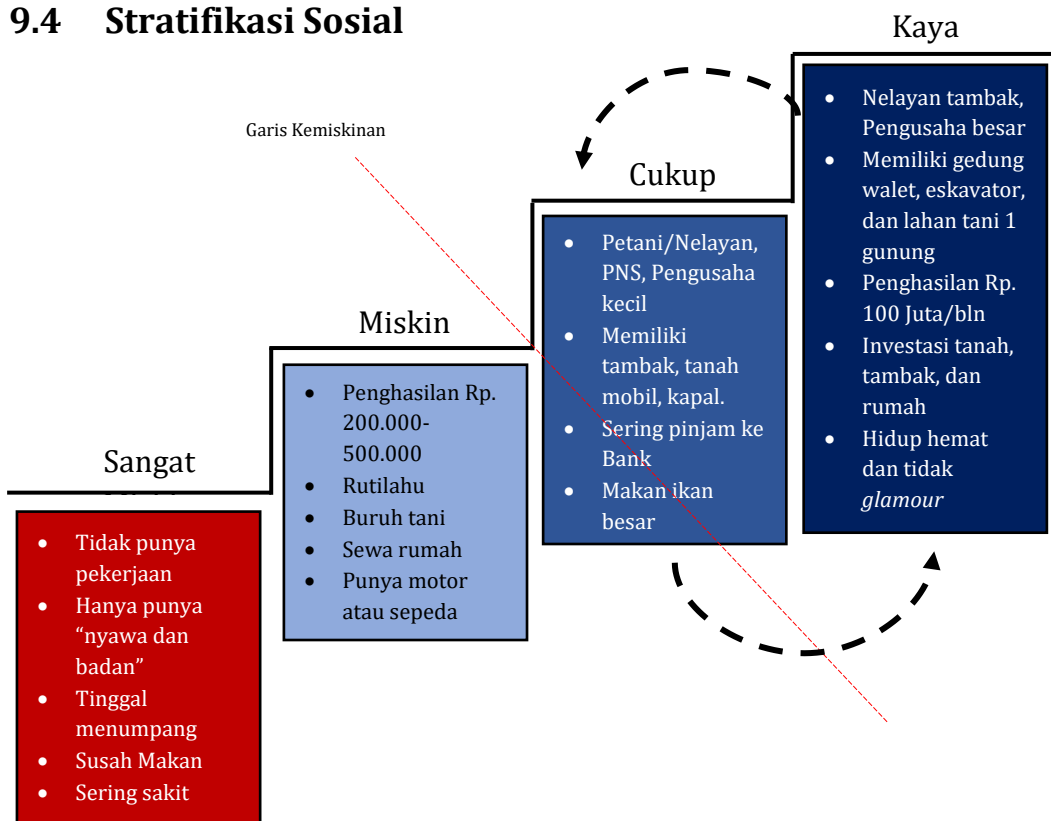 9.4 Stratifikasi Sosial
Kaya
Nelayan tambak,
Pengusaha besar
Memiliki gedung
walet, eskavator,
dan lahan tani 1
gunung
Penghasilan Rp.
100 Juta/bln
Investasi tanah,
tambak, dan
rumah
Hidup hemat
dan tidak
glamour
Garis Kemiskinan
Cukup
Petani/Nelayan,
PNS, Pengusaha
kecil
Memiliki
tambak, tanah
mobil, kapal.
Sering pinjam ke
Bank
Makan ikan
besar
Miskin
Penghasilan Rp.
200.000-
500.000
Rutilahu
Buruh tani
Sewa rumah
Punya motor
atau sepeda
Sangat
Tidak punya
pekerjaan
Hanya punya
“nyawa dan
badan”
Tinggal
menumpang
Susah Makan
Sering sakit